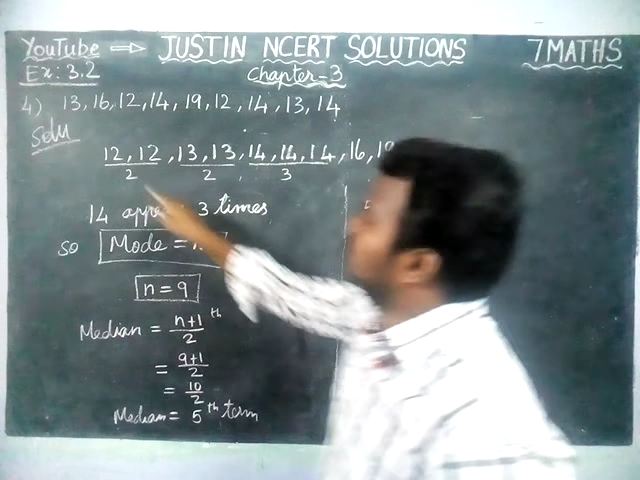 YouTube ⇒ JUSTIN NCERT SOLUTIONS 7 MATHS
Ex: 3.2 Chapter-3
4) 13, 16, 12, 14, 19, 12, 14, 13, 14
Soln
12, 12, 13, 13, 14, 14, 14, 16,
2 2 3
14 3 times
so Mode =
n = 9
Median = n+1/2 th
= 9+1/2
= 10/2
Median = 5th term